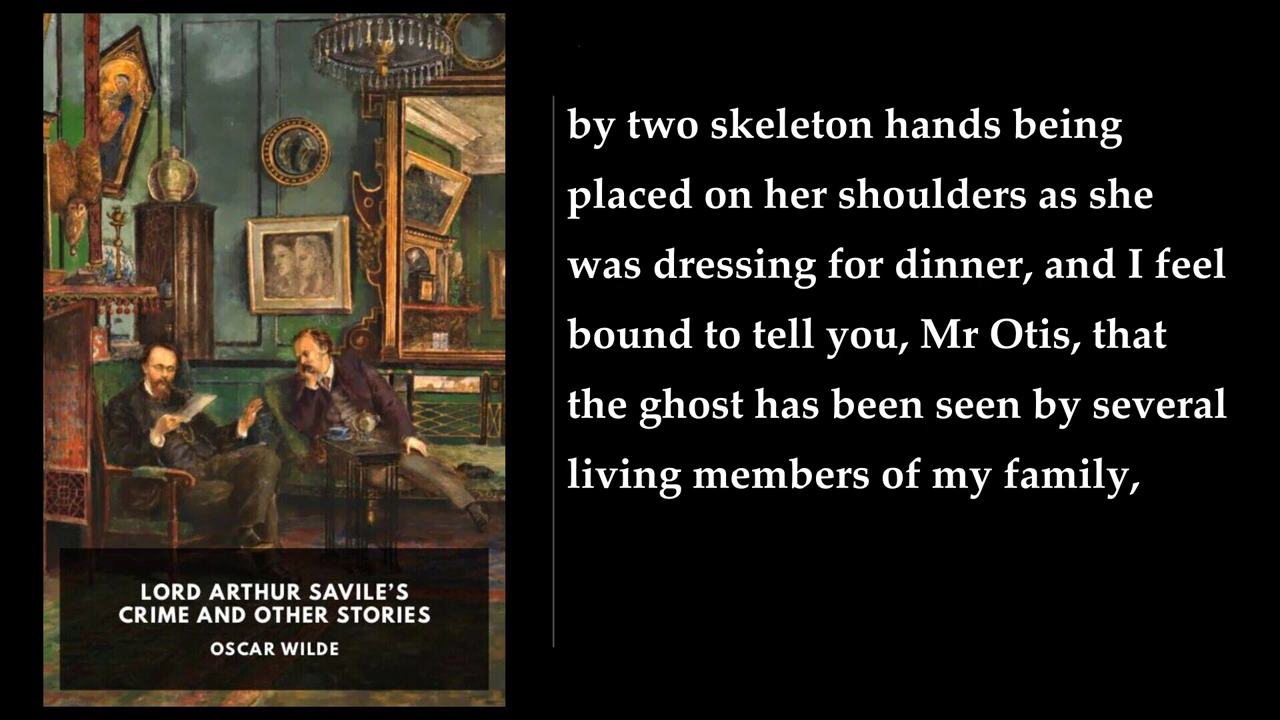 by two skeleton hands being
placed on her shoulders as she
was dressing for dinner, and I feel
bound to tell you, Mr Otis, that
the ghost has been seen by several
living members of my family,
LORD ARTHUR SAVILE’S
CRIME AND OTHER STORIES
OSCAR WILDE